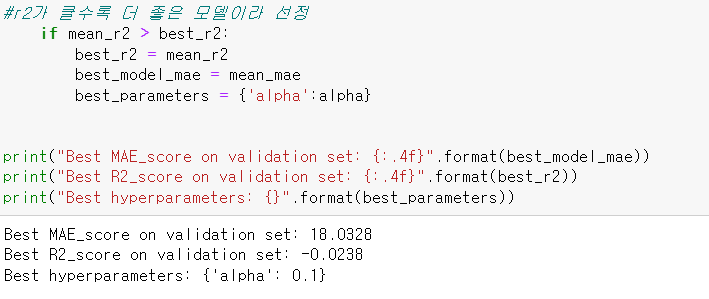 #r2가 클수록 더 좋은 모델이라 선정
if mean_r2 > best_r2:
best_r2 = mean_r2
best_model_mae = mean_mae
best_parameters = {'alpha':alpha}
print("Best MAE_score on validation set: {:.4f}".format(best_model_mae))
print("Best R2_score on validation set: {:.4f}".format(best_r2))
print("Best hyperparameters: {}".format(best_parameters))
Best MAE_score on validation set: 18.0328
Best R2_score on validation set: -0.0238
Best hyperparameters: {'alpha': 0.1}